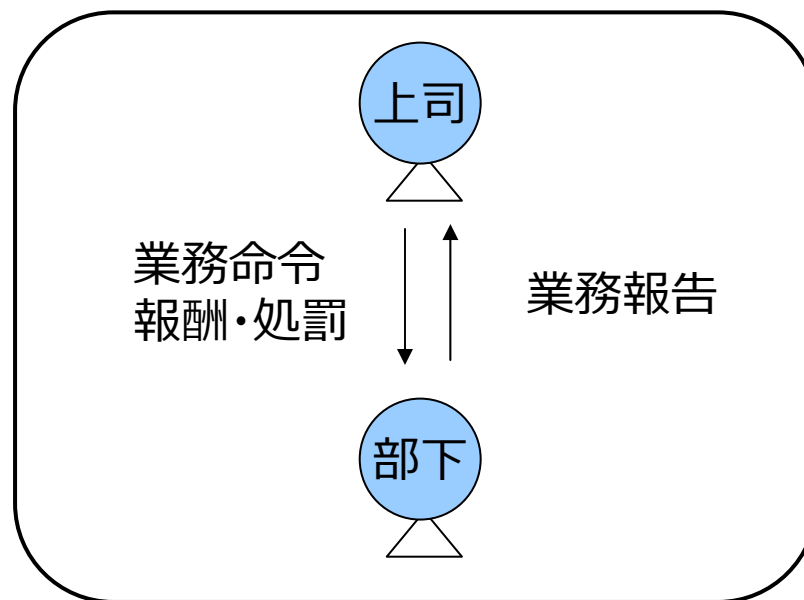 上司
業務命令
報酬・処罰
業務報告
部下